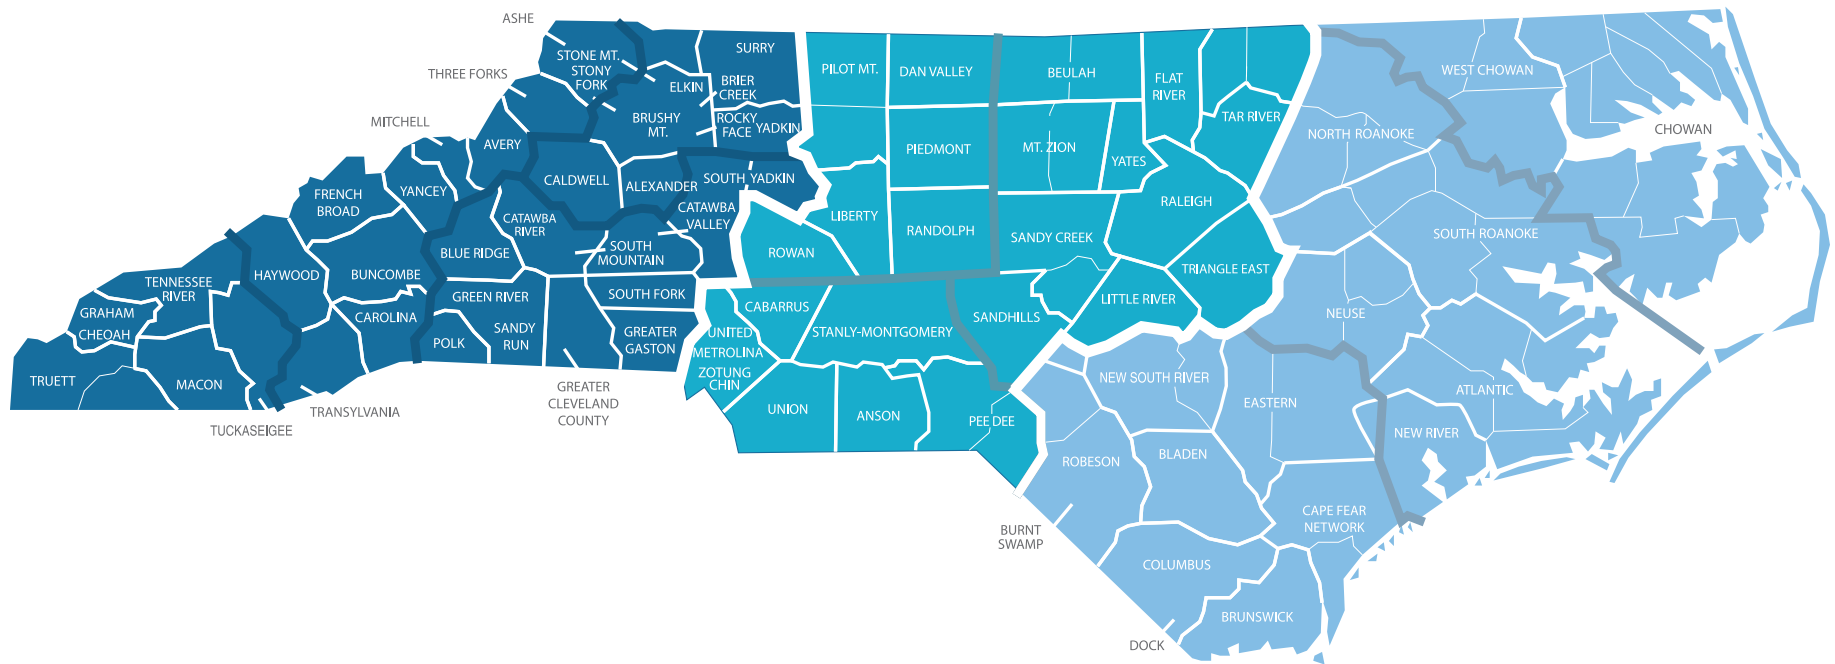 ASHE
STONE MT.
STONY
FORK
SURRY
THREE FORKS
ELKIN
BRIER
CREEK
BRUSHY
MT.
ROCKY
FACE
YADKIN
MITCHELL
AVERY
CALDWELL
ALEXANDER
SOUTH YADKIN
YANCEY
FRENCH
BROAD
CATAWBA
RIVER
CATAWBA
VALLEY
BLUE RIDGE
SOUTH
MOUNTAIN
BUNCOMBE
HAYWOOD
TENNESSEE
RIVER
GRAHAM
CHEOAH
GREEN RIVER
SOUTH FORK
CAROLINA
SANDY
RUN
POLK
GREATER
GASTON
TRUETT
MACON
TRANSYLVANIA
TUCKASEIGEE
GREATER
CLEVELAND
COUNTY
PILOT MT.
DAN VALLEY
BEULAH
FLAT
RIVER
TAR RIVER
PIEDMONT
MT. ZION
YATES
LIBERTY
RANDOLPH
RALEIGH
ROWAN
SANDY CREEK
TRIANGLE EAST
LITTLE RIVER
CABARRUS
STANLY-MONTGOMERY
SANDHILLS
UNITED
METROLINA
ZOTUNG
CHIN
UNION
ANSON
PEE DEE
WEST CHOWAN
CHOWAN
NORTH ROANOKE
SOUTH ROANOKE
NEUSE
NEW SOUTH RIVER
EASTERN
ATLANTIC
NEW RIVER
ROBESON
BLADEN
CAPE FEAR
NETWORK
BURNT
SWAMP
COLUMBUS
BRUNSWICK
DOCK